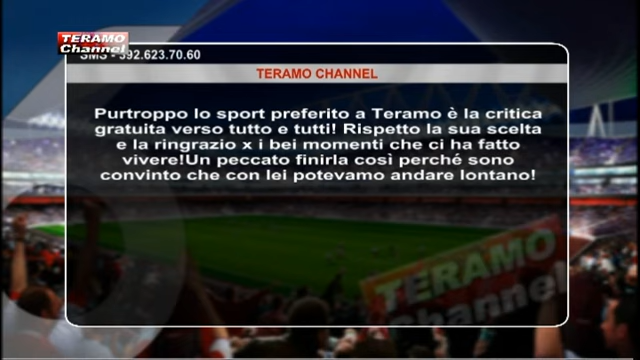 TERAMO
Channel
SMS - 392.623.70.60
TERAMO CHANNEL
Purtroppo lo sport preferito a Teramo è la critica
gratuita verso tutto e tutti! Rispetto la sua scelta
e la ringrazio x i bei momenti che ci ha fatto
vivere!Un peccato finirla così perché sono
convinto che con lei potevamo andare lontano!
TERAMO
Channel